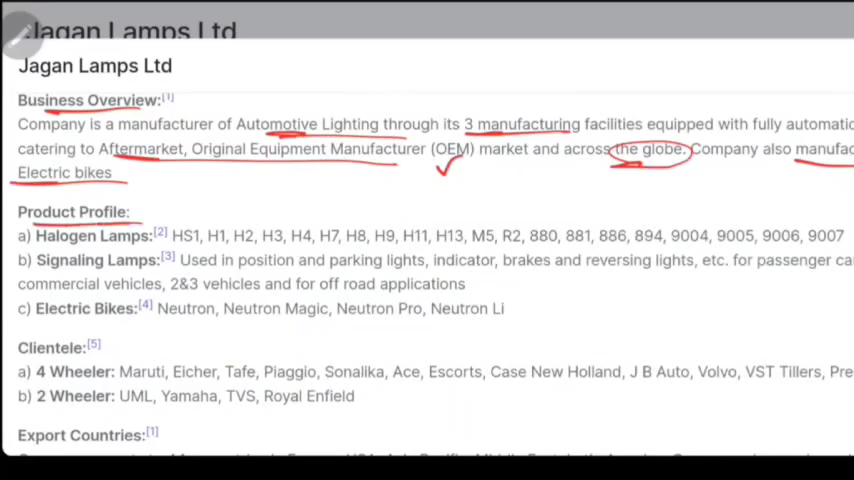 Jagan Lamps Ltd
Jagan Lamps Ltd
Business Overview:[1]
Company is a manufacturer of Automotive Lighting through its 3 manufacturing facilities equipped with fully automatic
catering to Aftermarket, Original Equipment Manufacturer (OEM) market and across the globe. Company also manufac
Electric bikes
Product Profile:
a) Halogen Lamps:[2] HS1, H1, H2, H3, H4, H7, H8, H9, H11, H13, M5, R2, 880, 881, 886, 894, 9004, 9005, 9006, 9007
b) Signaling Lamps:[3] Used in position and parking lights, indicator, brakes and reversing lights, etc. for passenger ca
commercial vehicles, 2&3 vehicles and for off road applications
c) Electric Bikes:[4] Neutron, Neutron Magic, Neutron Pro, Neutron Li
Clientele:[5]
a) 4 Wheeler: Maruti, Eicher, Tafe, Piaggio, Sonalika, Ace, Escorts, Case New Holland, J B Auto, Volvo, VST Tillers, Pre
b) 2 Wheeler: UML, Yamaha, TVS, Royal Enfield
Export Countries:[1]